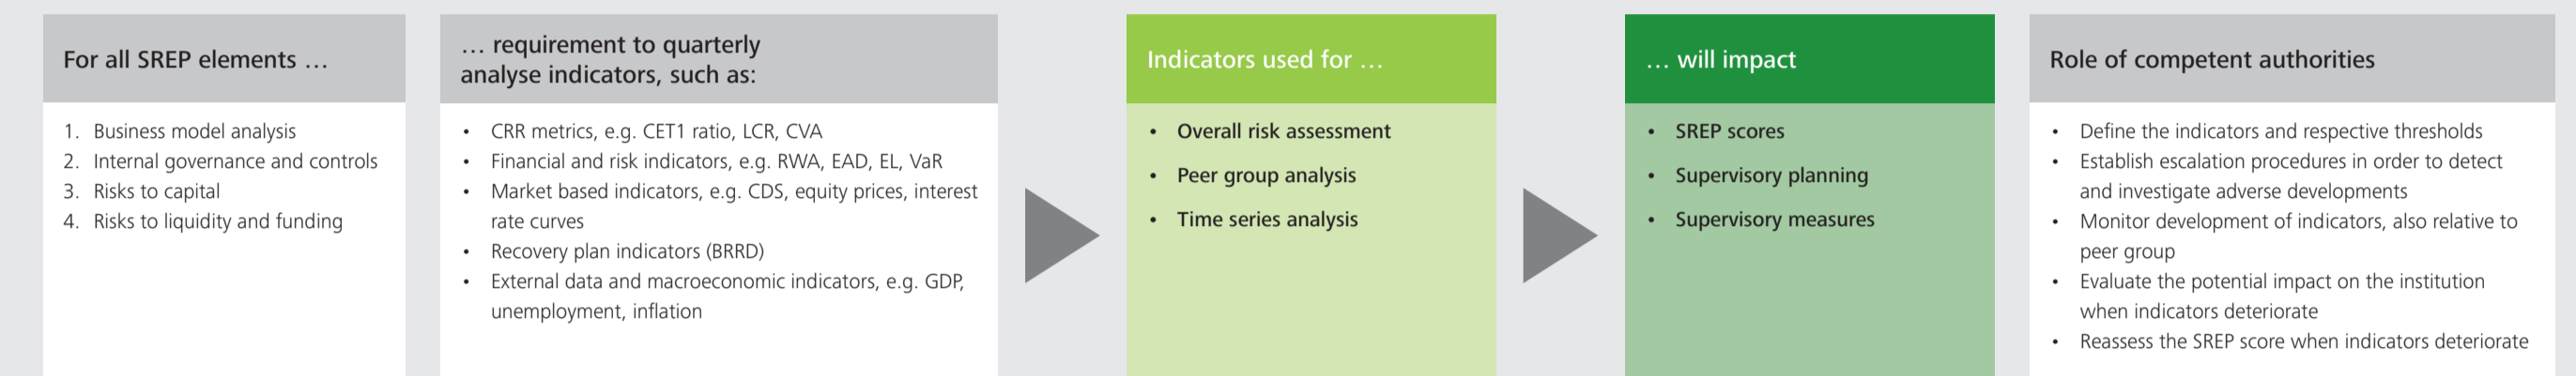 For all SREP elements …
1. Business model analysis
2. Internal governance and controls
3. Risks to capital
4. Risks to liquidity and funding
… requirement to quarterly
analyse indicators, such as:
• CRR metrics, e.g. CET1 ratio, LCR, CVA
• Financial and risk indicators, e.g. RWA, EAD, EL, VaR
• Market based indicators, e.g. CDS, equity prices, interest
rate curves
• Recovery plan indicators (BRRD)
• External data and macroeconomic indicators, e.g. GDP,
unemployment, inflation
Indicators used for …
• Overall risk assessment
• Peer group analysis
• Time series analysis
… will impact
• SREP scores
• Supervisory planning
• Supervisory measures
Role of competent authorities
• Define the indicators and respective thresholds
• Establish escalation procedures in order to detect
and investigate adverse developments
• Monitor development of indicators, also relative to
peer group
• Evaluate the potential impact on the institution
when indicators deteriorate
• Reassess the SREP score when indicators deteriorate